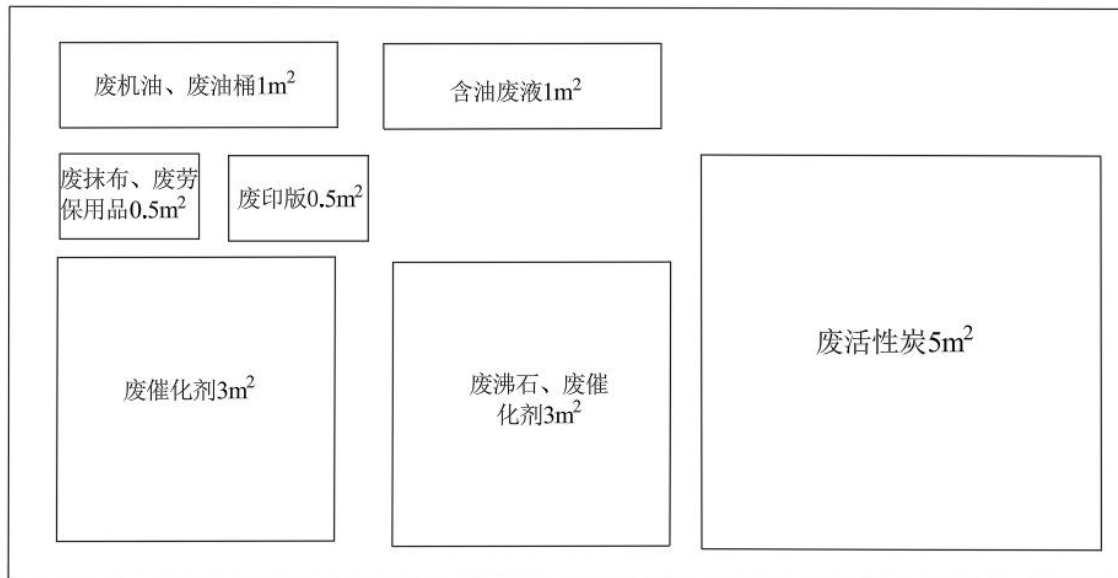 废机油、废油桶1m²
含油废液1m²
废抹布、废劳
保用品0.5m²
废印版0.5m²
废活性炭5m²
废催化剂3m²
废沸石、废催
化剂3m²